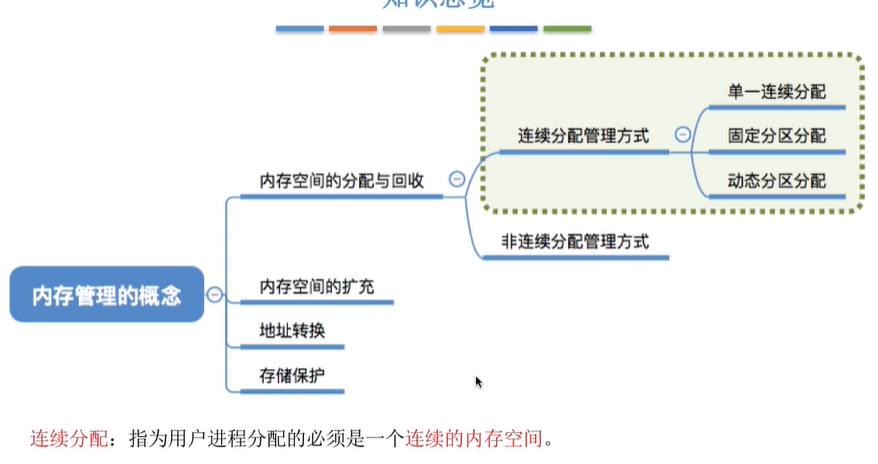 知识总览
单一连续分配
连续分配管理方式
固定分区分配
内存空间的分配与回收
动态分区分配
非连续分配管理方式
内存管理的概念
内存空间的扩充
地址转换
存储保护
连续分配：指为用户进程分配的必须是一个连续的内存空间。